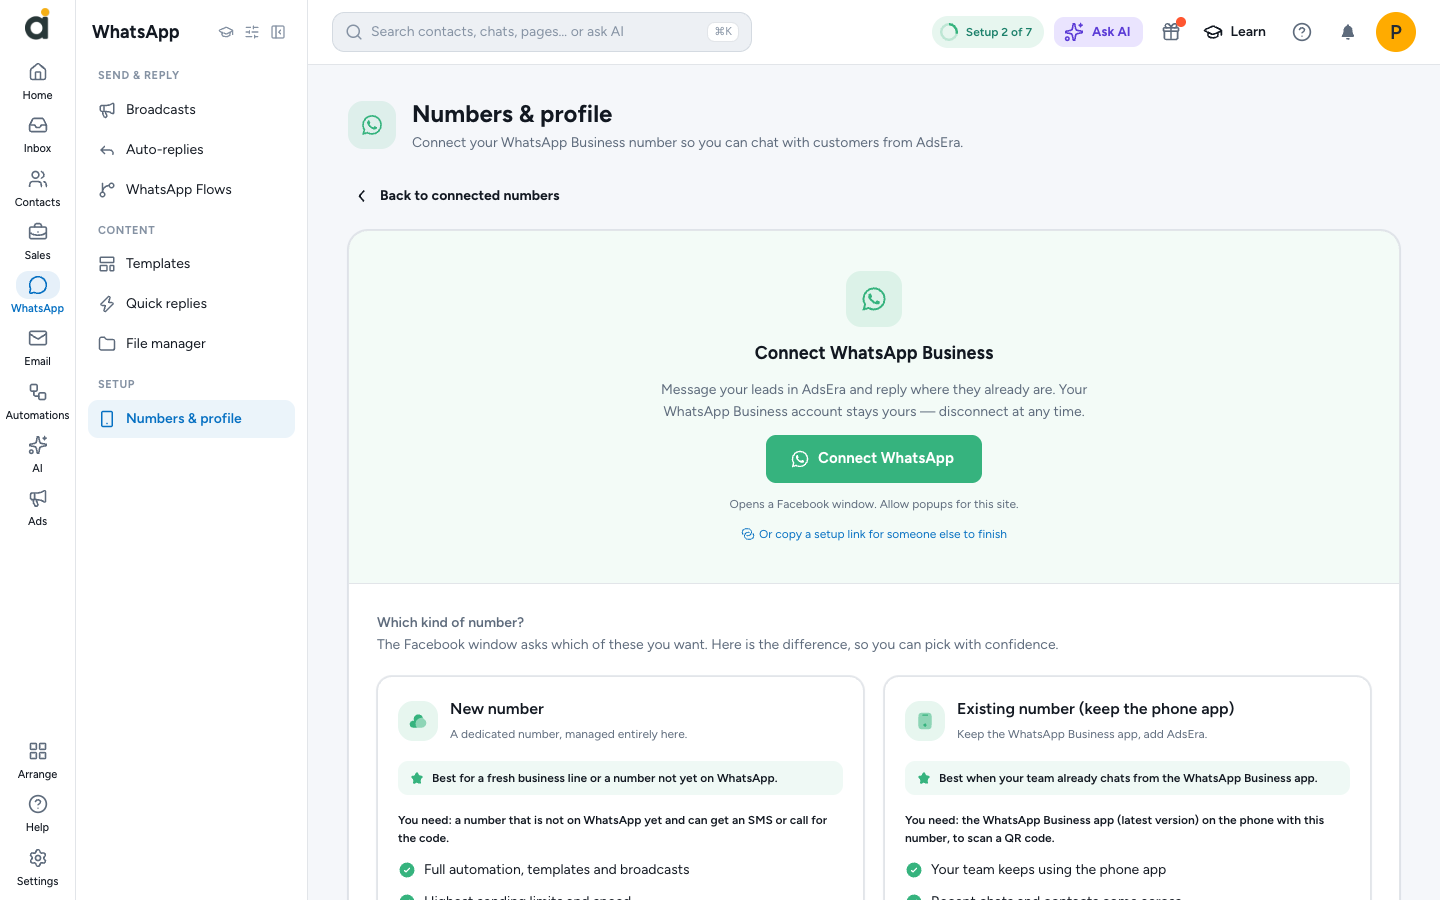 WhatsApp
Search contacts, chats, pages... or ask AI
⌘K
Setup 2 of 7
Ask AI
Learn
P
Home
Inbox
Contacts
Sales
WhatsApp
Email
Automations
AI
Ads
Arrange
Help
Settings
SEND & REPLY
Broadcasts
Auto-replies
WhatsApp Flows
CONTENT
Templates
Quick replies
File manager
SETUP
Numbers & profile
Numbers & profile
Connect your WhatsApp Business number so you can chat with customers from AdsEra.
Back to connected numbers
Connect WhatsApp Business
Message your leads in AdsEra and reply where they already are. Your
WhatsApp Business account stays yours — disconnect at any time.
Connect WhatsApp
Opens a Facebook window. Allow popups for this site.
Or copy a setup link for someone else to finish
Which kind of number?
The Facebook window asks which of these you want. Here is the difference, so you can pick with confidence.
New number
A dedicated number, managed entirely here.
Best for a fresh business line or a number not yet on WhatsApp.
You need: a number that is not on WhatsApp yet and can get an SMS or call for
the code.
Full automation, templates and broadcasts
Highest sending limits and speed
Existing number (keep the phone app)
Keep the WhatsApp Business app, add AdsEra.
Best when your team already chats from the WhatsApp Business app.
You need: the WhatsApp Business app (latest version) on the phone with this
number, to scan a QR code.
Your team keeps using the phone app
Recent chats and contacts come across